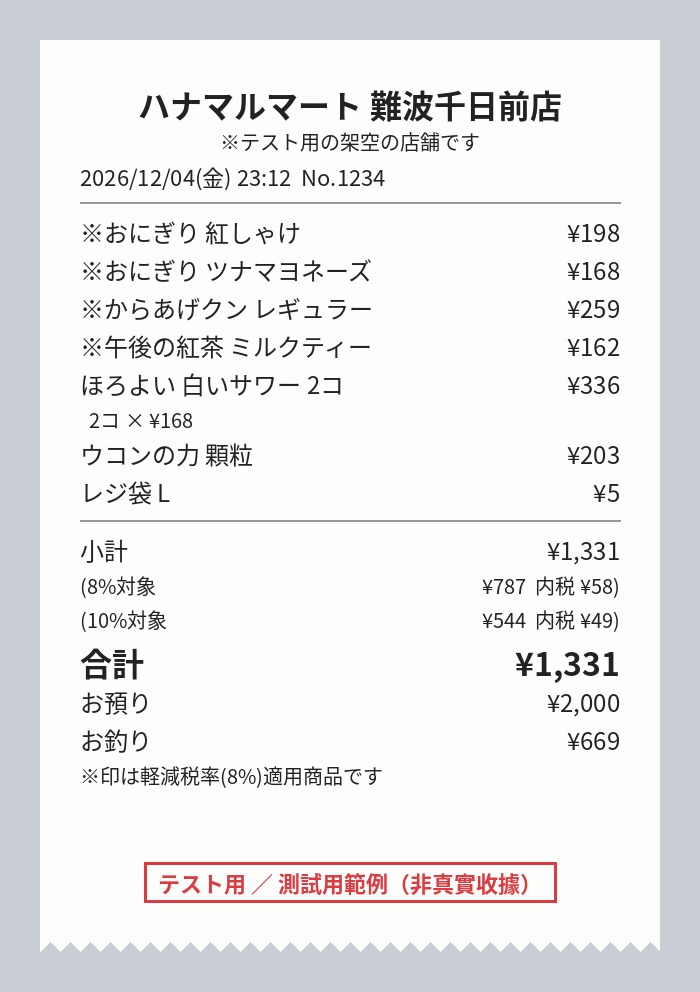 ハナマルマート 難波千日前店
※テスト用の架空の店舗です
2026/12/04(金) 23:12 No.1234
※おにぎり 紅しゃけ ¥198
※おにぎり ツナマヨネーズ ¥168
※からあげクン レギュラー ¥259
※午後の紅茶 ミルクティー ¥162
ほろよい 白いサワー 2コ ¥336
2コ × ¥168
ウコンの力 顆粒 ¥203
レジ袋 L ¥5
小計 ¥1,331
(8%対象 ¥787 内税 ¥58)
(10%対象 ¥544 内税 ¥49)
合計 ¥1,331
お預り ¥2,000
お釣り ¥669
※印は軽減税率(8%)適用商品です
テスト用 ／ 測試用範例（非真實收據）